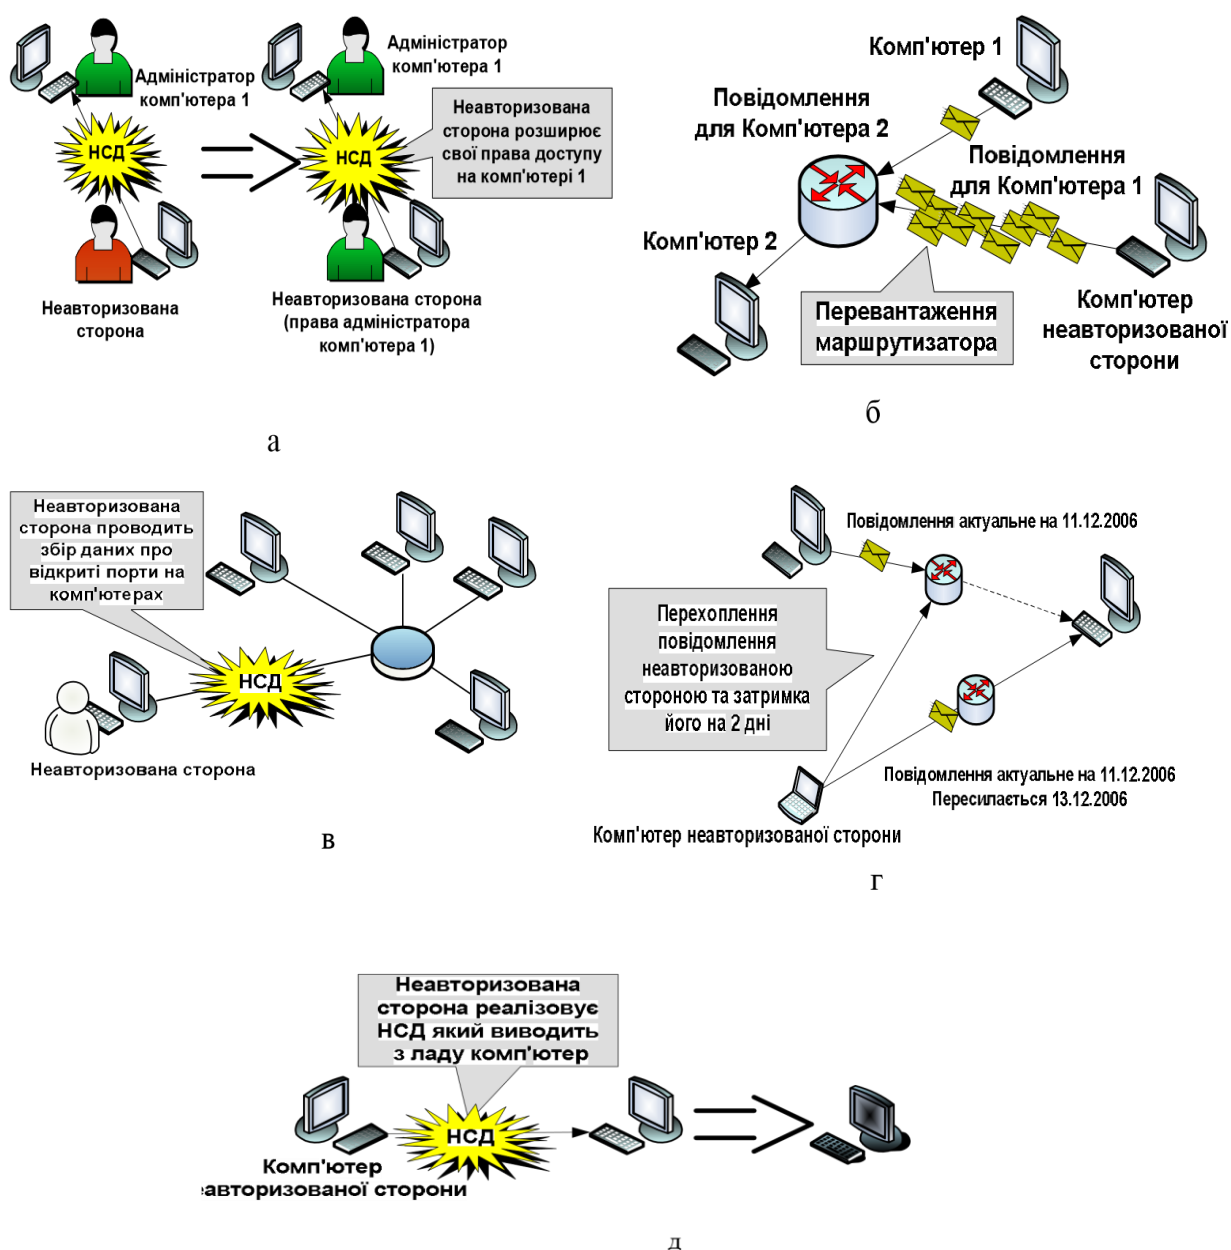 Адміністратор
комп'ютера 1
НСД
Неавторизована
сторона
Адміністратор
комп'ютера 1
Неавторизована
сторона розширює
свої права доступу
на комп'ютері 1
НСД
Неавторизована сторона
(права адміністратора
комп'ютера 1)
а
Комп'ютер 1
Повідомлення
для Комп'ютера 2
Повідомлення
для Комп'ютера 1
Комп'ютер 2
Перевантаження
маршрутизатора
Комп'ютер
неавторизованої
сторони
б
Неавторизована
сторона проводить
збір даних про
відкриті порти на
комп'ютерах
НСД
Неавторизована сторона
в
Повідомлення актуальне на 11.12.2006
Перехоплення
повідомлення
неавторизованою
стороною та затримка
його на 2 дні
Повідомлення актуальне на 11.12.2006
Пересилається 13.12.2006
Комп'ютер неавторизованої сторони
г
Неавторизована
сторона реалізовує
НСД який виводить
з ладу комп'ютер
НСД
Комп'ютер
еавторизованої сторони
д